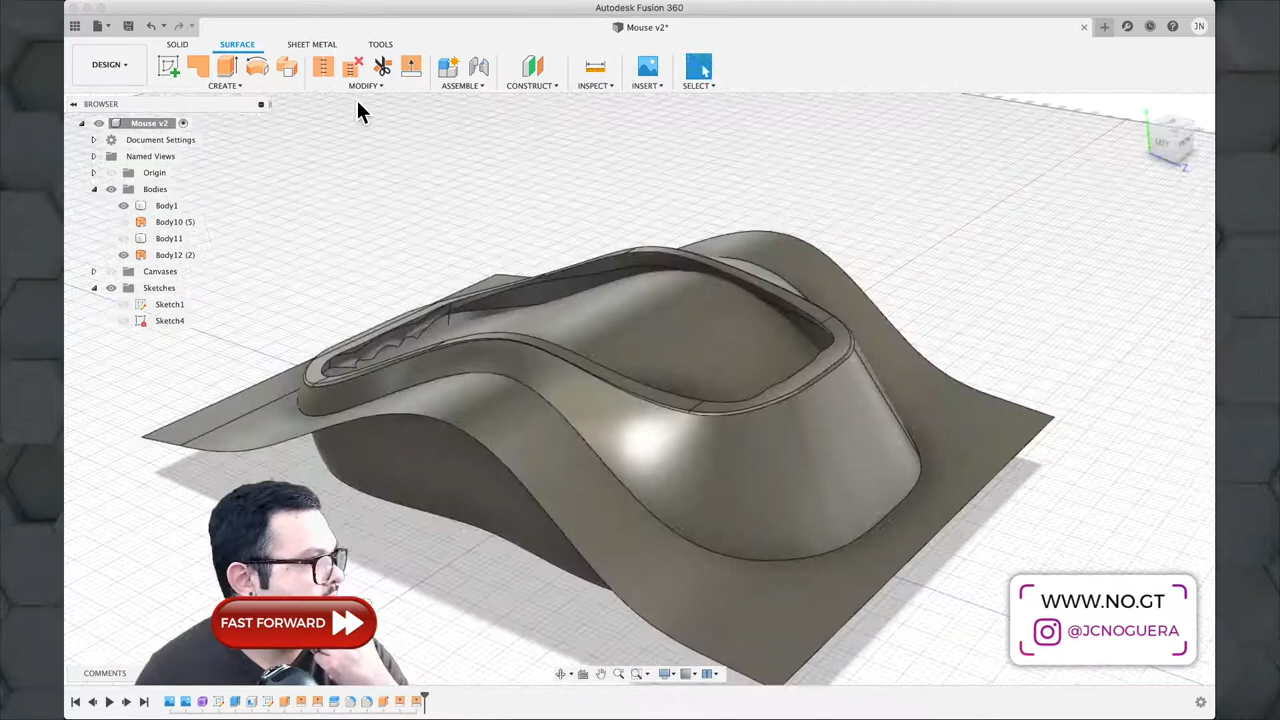 Autodesk Fusion 360
Mouse v2*
JN
DESIGN
SOLID
SURFACE
SHEET METAL
TOOLS
CREATE
MODIFY
ASSEMBLE
CONSTRUCT
INSPECT
INSERT
SELECT
BROWSER
Mouse v2
Document Settings
Named Views
Origin
Bodies
Body1
Body10 (5)
Body11
Body12 (2)
Canvases
Sketches
Sketch1
Sketch4
FAST FORWARD
WWW.NO.GT
@JCNOGUERA
COMMENTS